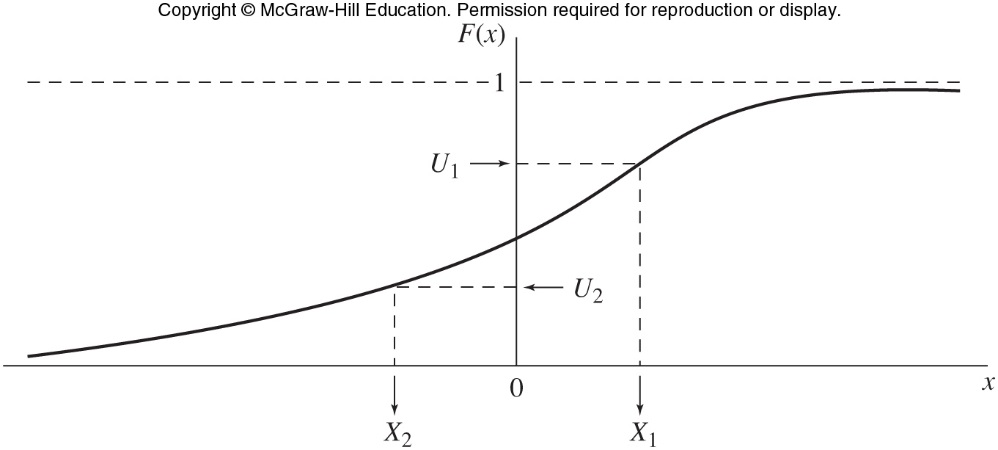 Copyright © McGraw-Hill Education. Permission required for reproduction or display.
F(x)
1
U₁
U₂
0
x
X₂
X₁